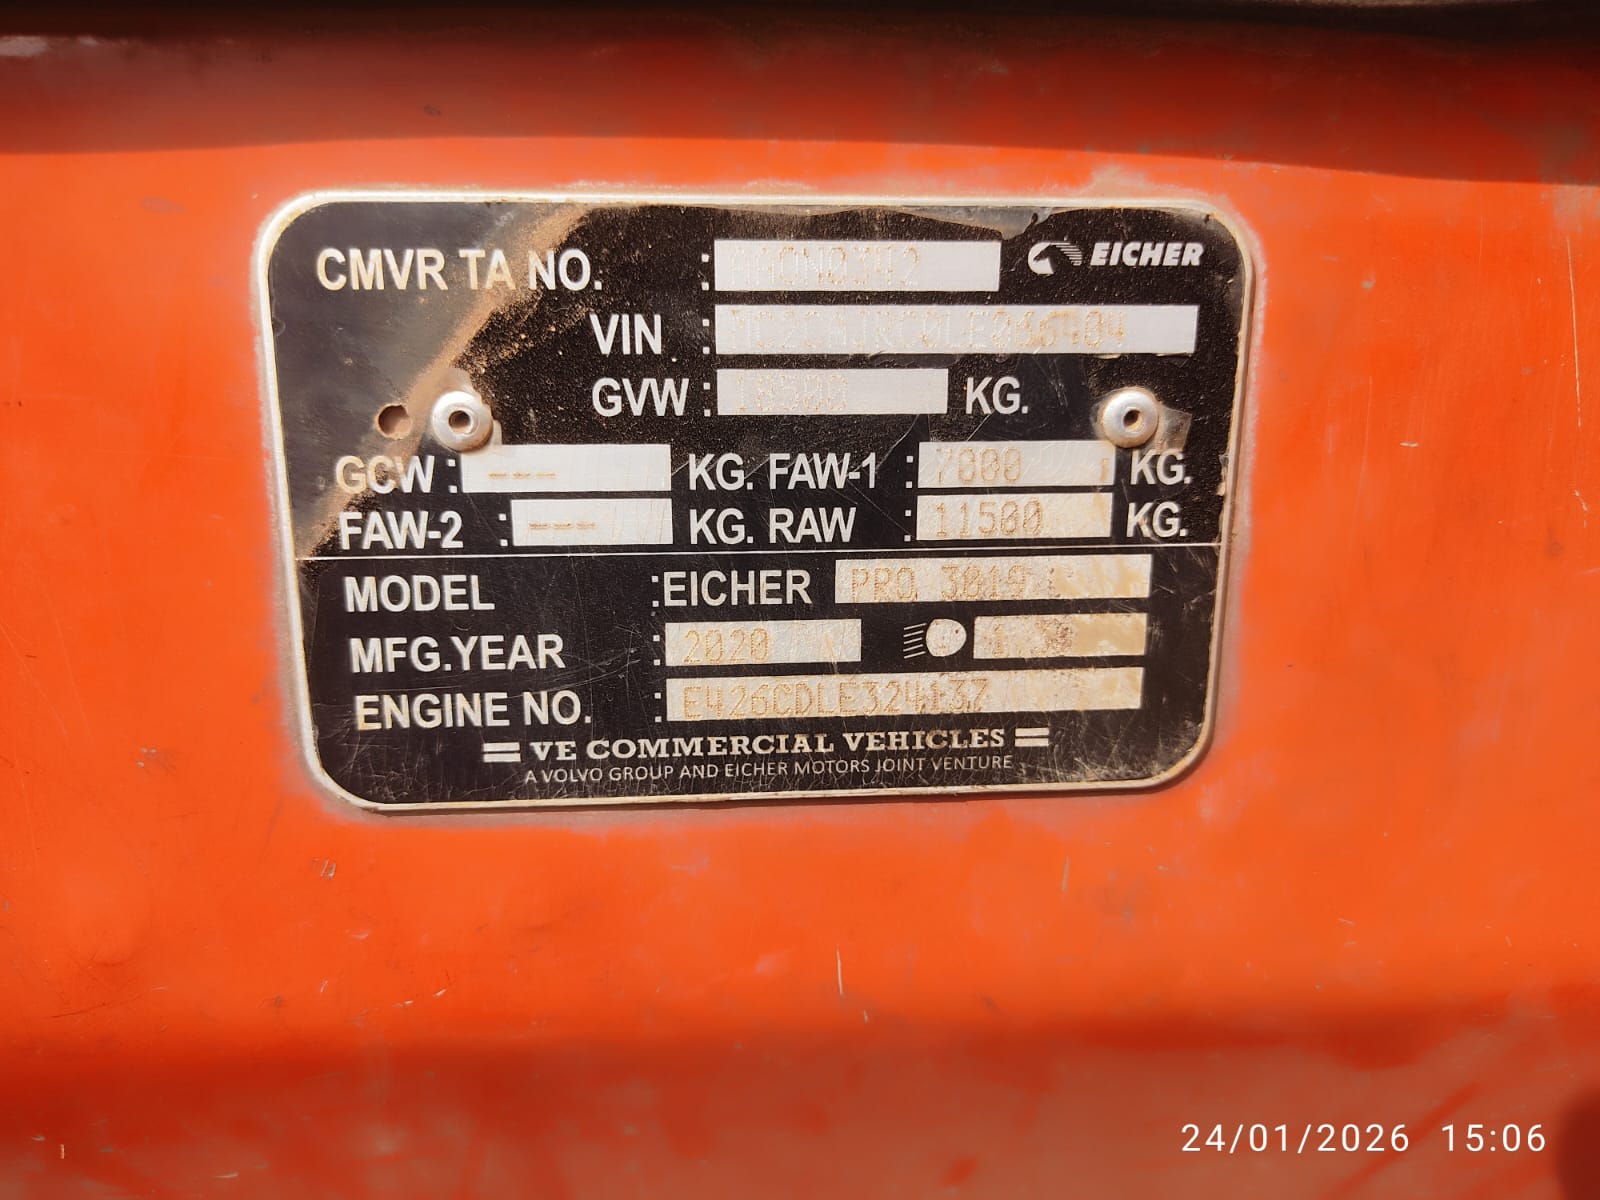 CMVR TA NO. : EICHER
VIN :
GVW : 18500 KG.
GCW : --- KG. FAW-1 : 7000 KG.
FAW-2 : --- KG. RAW : 11500 KG.
MODEL :EICHER PRO 3019
MFG.YEAR : 2020
ENGINE NO. : E426CDLE324137
VE COMMERCIAL VEHICLES
A VOLVO GROUP AND EICHER MOTORS JOINT VENTURE
24/01/2026 15:06